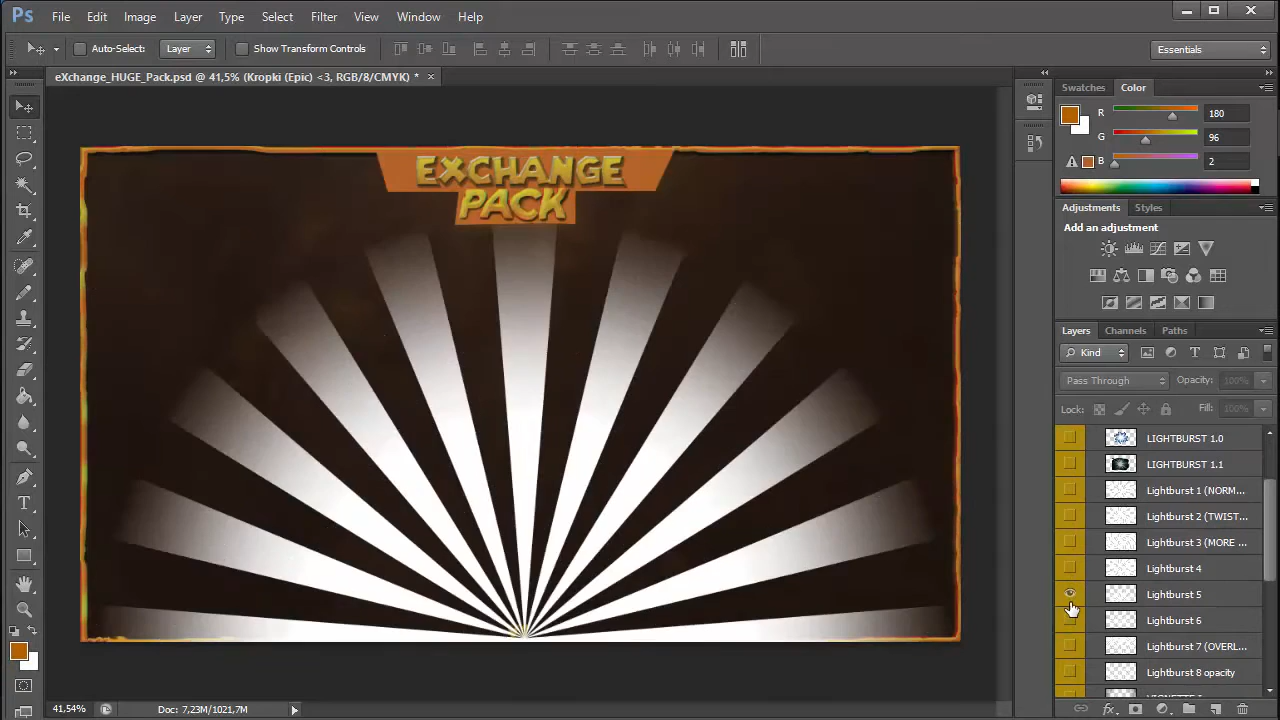 Ps File Edit Image Layer Type Select Filter View Window Help
Auto-Select: Layer Show Transform Controls Essentials
eXchange_HUGE_Pack.psd @ 41,5% (Kropki (Epic) <3, RGB/8/CMYK) * ×
Swatches Color
R 180
G 96
B 2
EXCHANGE
PACK
Adjustments Styles
Add an adjustment
Layers Channels Paths
Kind
Pass Through Opacity: 100%
Lock: Fill: 100%
LIGHTBURST 1.0
LIGHTBURST 1.1
Lightburst 1 (NORM...
Lightburst 2 (TWIST...
Lightburst 3 (MORE ...
Lightburst 4
Lightburst 5
Lightburst 6
Lightburst 7 (OVERL...
Lightburst 8 opacity
41,54% Doc: 7,23M/1021,7M